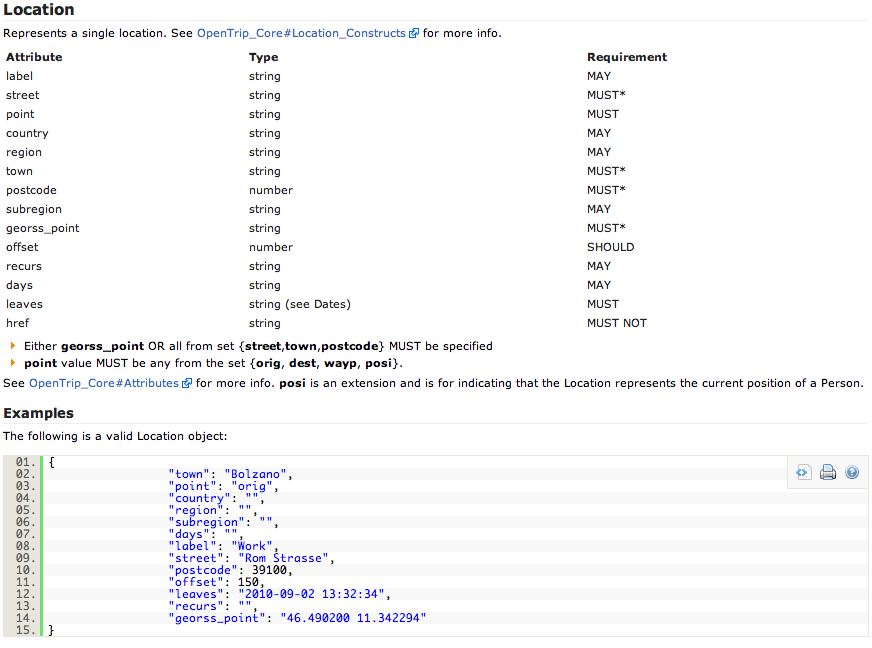 Location
Represents a single location. See OpenTrip_Core#Location_Constructs for more info.
Attribute Type Requirement
label string MAY
street string MUST*
point string MUST
country string MAY
region string MAY
town string MUST*
postcode number MUST*
subregion string MAY
georss_point string MUST*
offset number SHOULD
recurs string MAY
days string MAY
leaves string (see Dates) MUST
href string MUST NOT
Either georss_point OR all from set {street,town,postcode} MUST be specified
point value MUST be any from the set {orig, dest, wayp, posi}.
See OpenTrip_Core#Attributes for more info. posi is an extension and is for indicating that the Location represents the current position of a Person.
Examples
The following is a valid Location object:
01. {
02. "town": "Bolzano",
03. "point": "orig",
04. "country": "",
05. "region": "",
06. "subregion": "",
07. "days": "",
08. "label": "Work",
09. "street": "Rom Strasse",
10. "postcode": 39100,
11. "offset": 150,
12. "leaves": "2010-09-02 13:32:34",
13. "recurs": "",
14. "georss_point": "46.490200 11.342294"
15. }